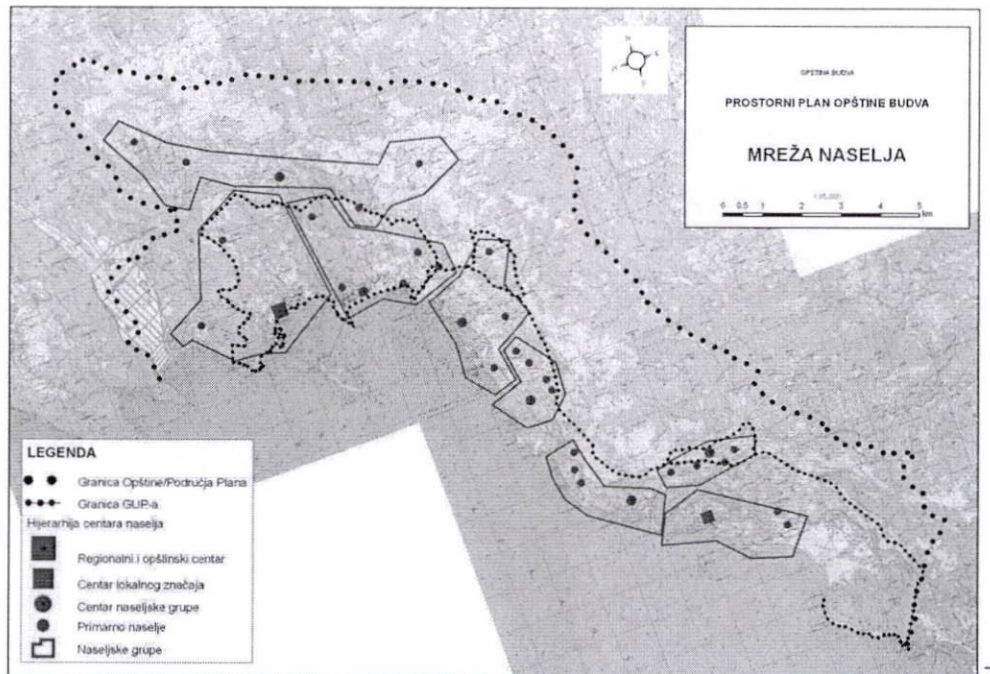 OPŠTINA BUDVA
PROSTORNI PLAN OPŠTINE BUDVA
MREŽA NASELJA
0 0.5 1 2 3 4 5
km
LEGENDA
Granica Opštine/Područja Plana
Granica GUP-a
Hijerarhija centara naselja
Regionalni i opštinski centar
Centar lokalnog značaja
Centar naseljske grupe
Primarno naselje
Naseljske grupe